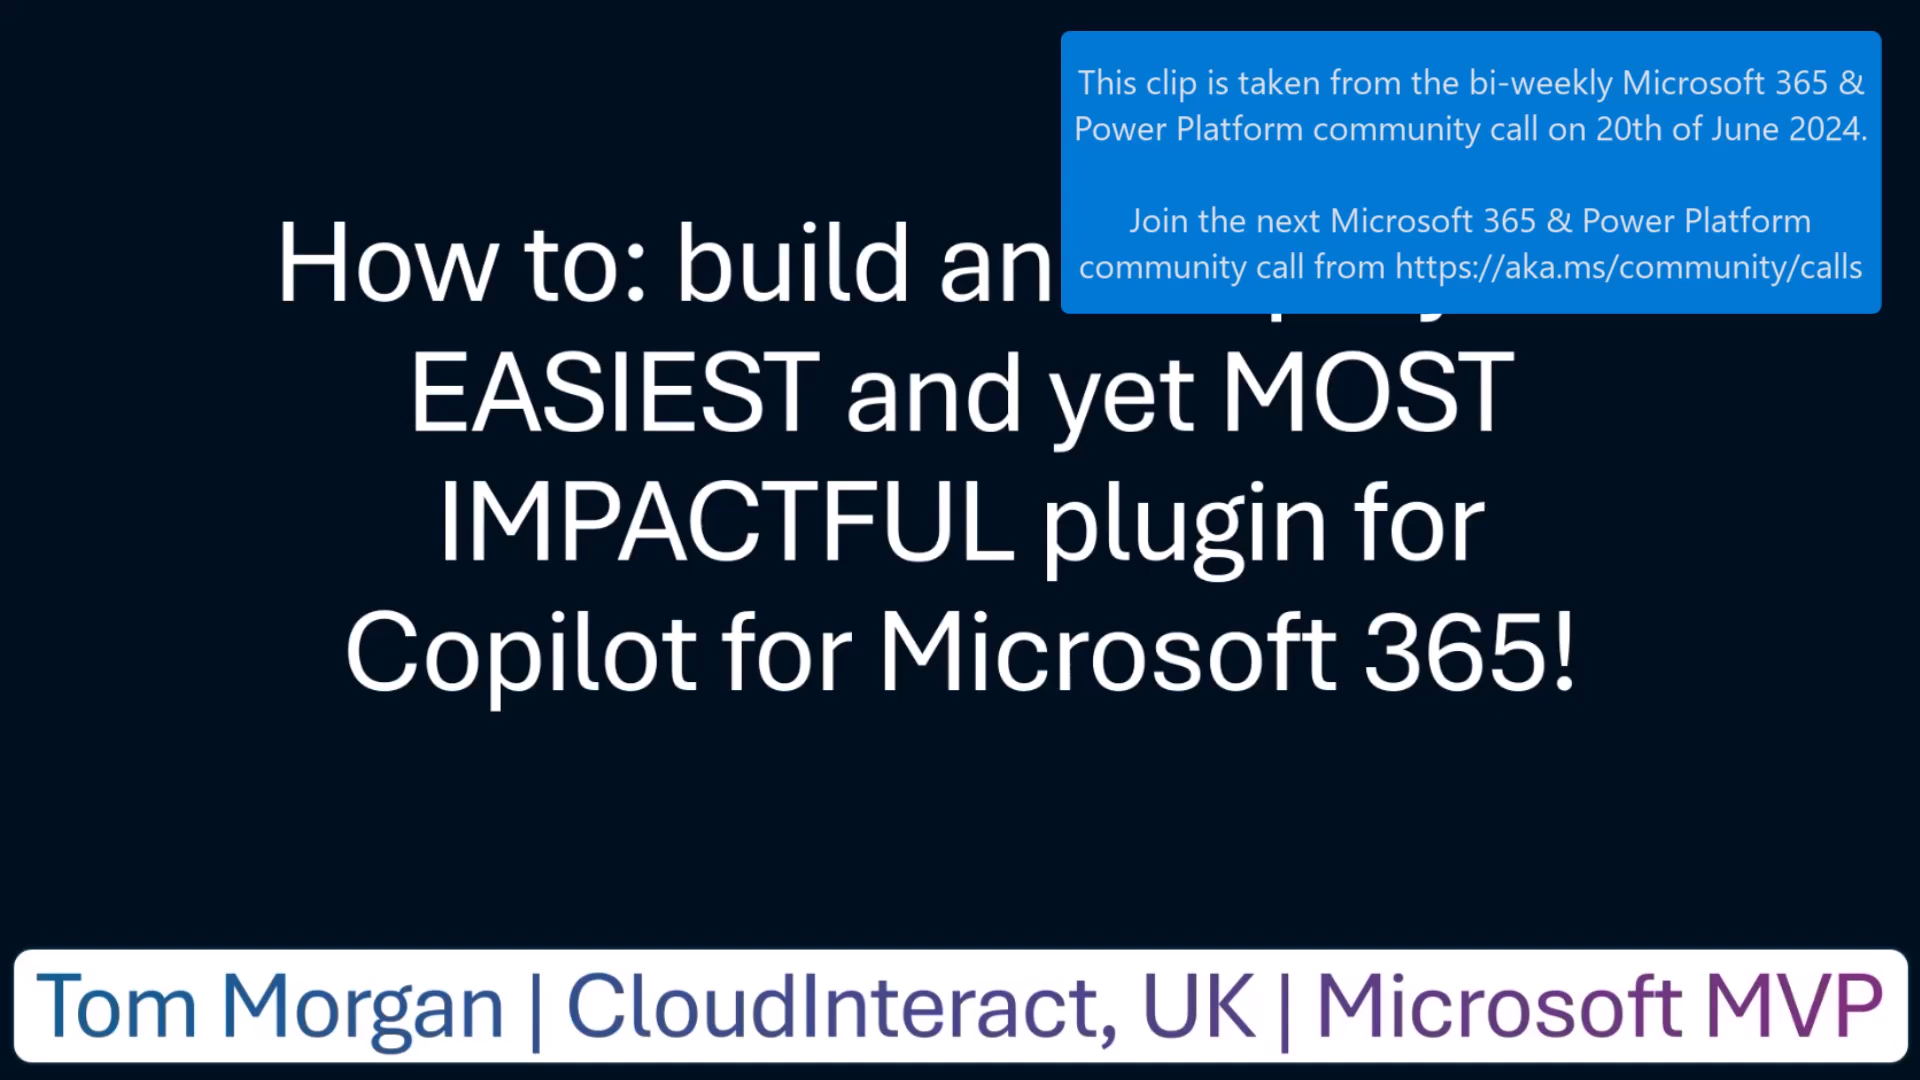 This clip is taken from the bi-weekly Microsoft 365 &
Power Platform community call on 20th of June 2024.
Join the next Microsoft 365 & Power Platform
community call from https://aka.ms/community/calls
How to: build an
EASIEST and yet MOST
IMPACTFUL plugin for
Copilot for Microsoft 365!
Tom Morgan | CloudInteract, UK | Microsoft MVP